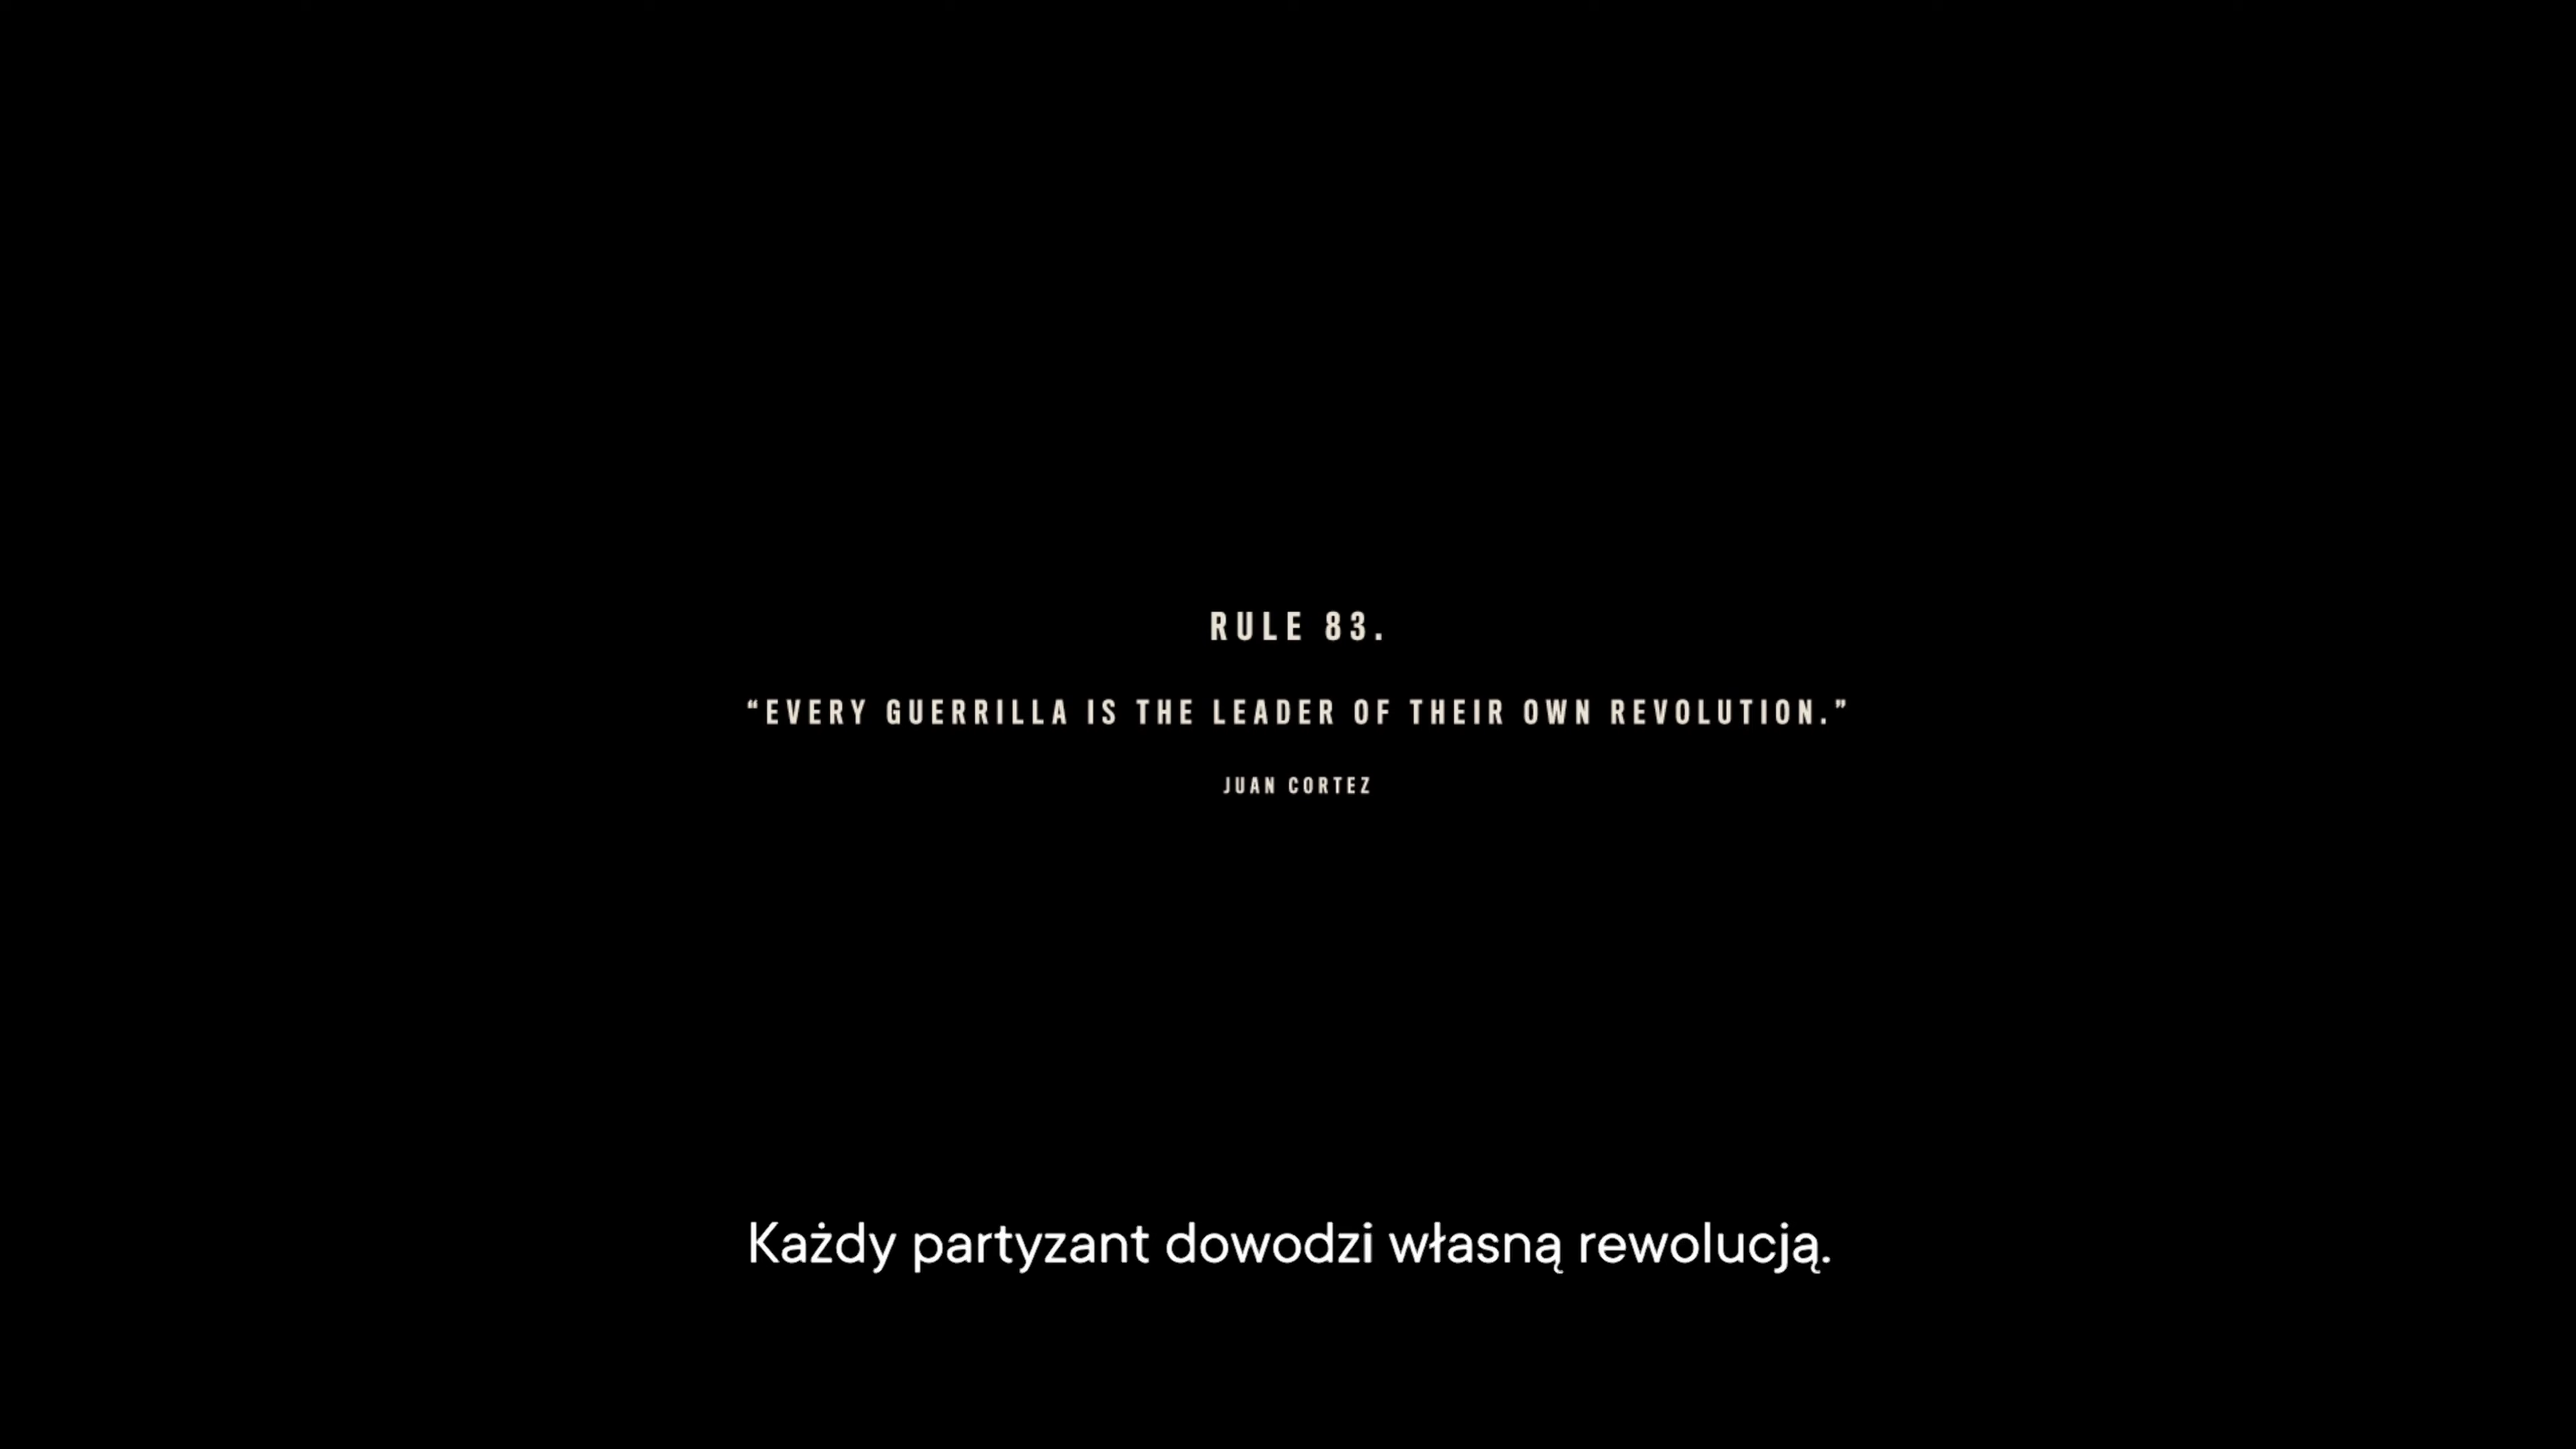 RULE 83.
“EVERY GUERRILLA IS THE LEADER OF THEIR OWN REVOLUTION.”
JUAN CORTEZ
Każdy partyzant dowodzi własną rewolucją.